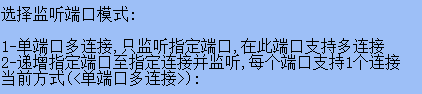 选择监听端口模式:
1-单端口多连接,只监听指定端口,在此端口支持多连接
2-递增指定端口至指定连接并监听,每个端口支持1个连接
当前方式(<单端口多连接>):